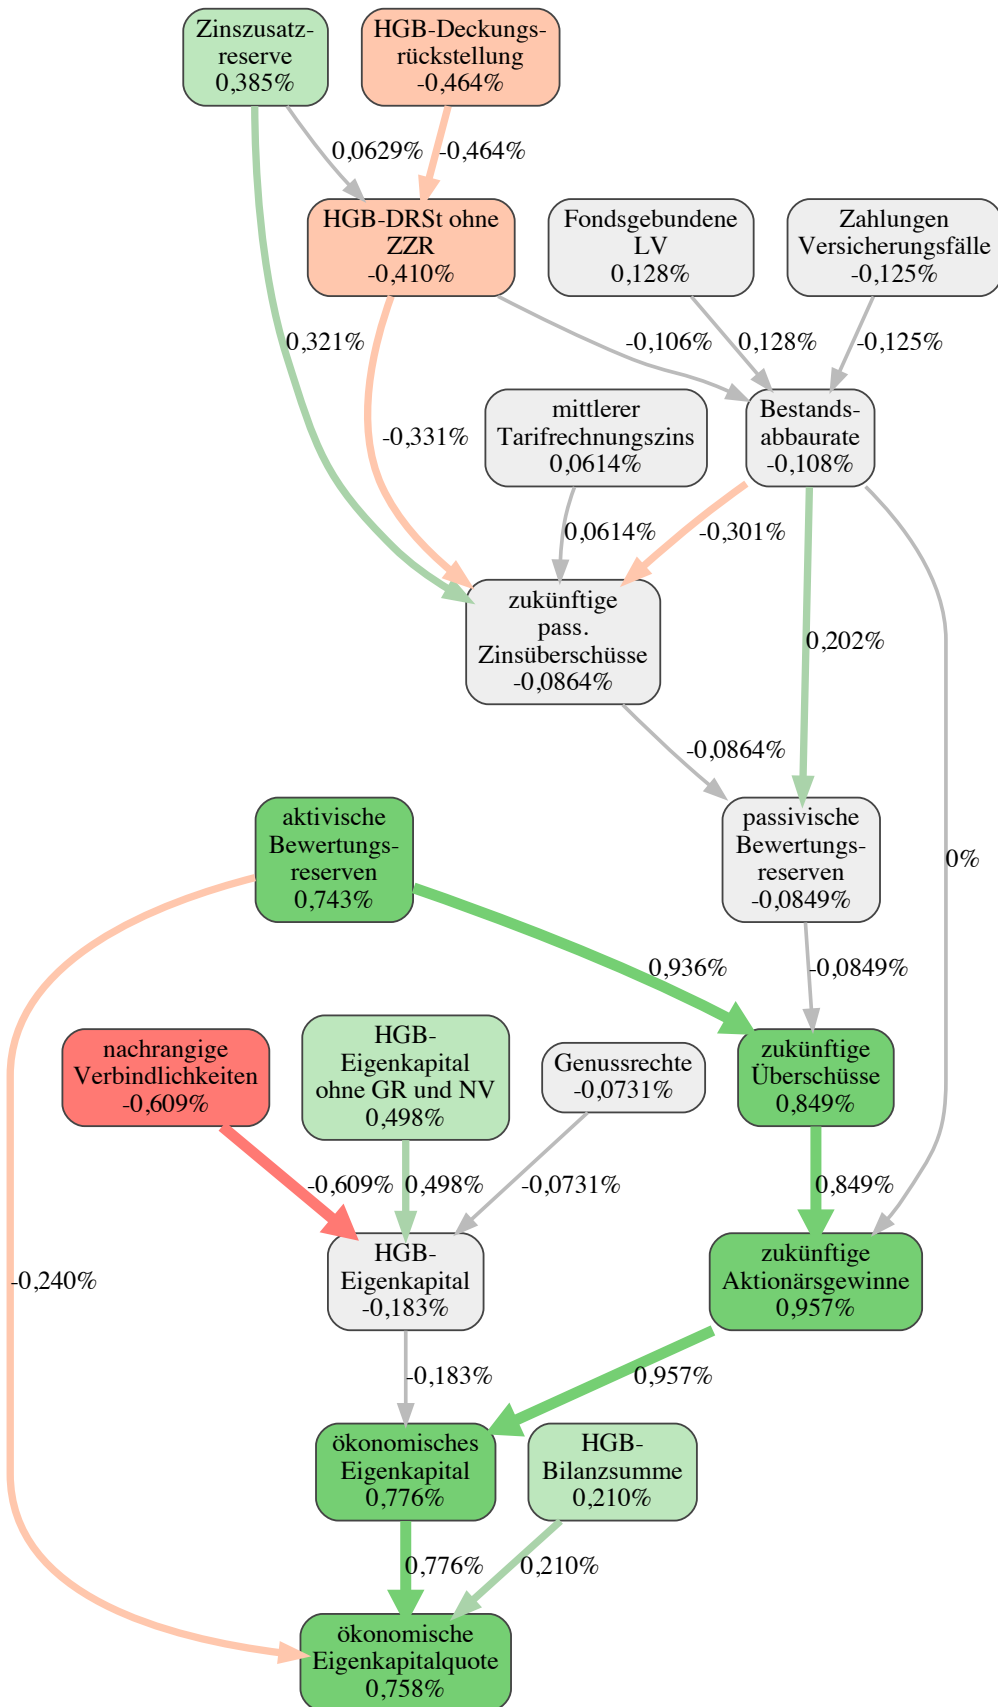 Zinszusatz-
reserve
0,385%
HGB-Deckungs-
rückstellung
-0,464%
0,0629%
-0,464%
HGB-DRSt ohne
ZZR
-0,410%
Fondsgebundene
LV
0,128%
Zahlungen
Versicherungsfälle
-0,125%
0,321%
-0,106%
0,128%
-0,125%
-0,331%
mittlerer
Tarifrechnungszins
0,0614%
Bestands-
abbaurate
-0,108%
0,0614%
-0,301%
zukünftige
pass.
Zinsüberschüsse
-0,0864%
0,202%
-0,0864%
aktivische
Bewertungs-
reserven
0,743%
passivische
Bewertungs-
reserven
-0,0849%
0%
0,936%
-0,0849%
nachrangige
Verbindlichkeiten
-0,609%
HGB-
Eigenkapital
ohne GR und NV
0,498%
Genussrechte
-0,0731%
zukünftige
Überschüsse
0,849%
-0,609%
0,498%
-0,0731%
0,849%
-0,240%
HGB-
Eigenkapital
-0,183%
zukünftige
Aktionärsgewinne
0,957%
-0,183%
0,957%
ökonomisches
Eigenkapital
0,776%
HGB-
Bilanzsumme
0,210%
0,776%
0,210%
ökonomische
Eigenkapitalquote
0,758%